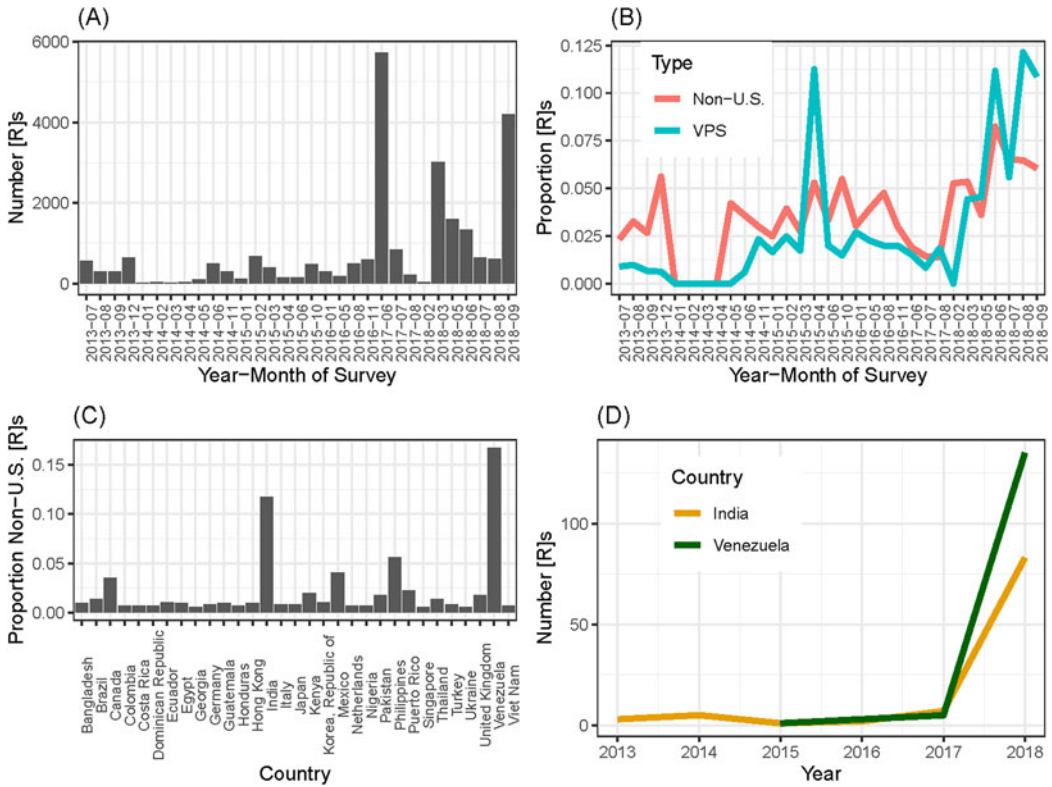 (A)
Number [R]s
6000
4000
2000
0
2013−07
2013−08
2013−09
2013−12
2014−01
2014−02
2014−03
2014−04
2014−05
2014−06
2014−11
2015−01
2015−02
2015−03
2015−04
2015−06
2015−10
2016−01
2016−05
2016−08
2016−11
2017−06
2017−07
2017−08
2018−02
2018−03
2018−05
2018−06
2018−07
2018−08
2018−09
Year−Month of Survey
(B)
Proportion [R]s
0.125
0.100
0.075
0.050
0.025
0.000
Type
Non−U.S.
VPS
2013−07
2013−08
2013−09
2013−12
2014−01
2014−02
2014−03
2014−04
2014−05
2014−06
2014−11
2015−01
2015−02
2015−03
2015−04
2015−06
2015−10
2016−01
2016−05
2016−08
2016−11
2017−06
2017−07
2017−08
2018−02
2018−03
2018−05
2018−06
2018−07
2018−08
2018−09
Year−Month of Survey
(C)
Proportion Non−U.S. [R]s
0.15
0.10
0.05
0.00
Bangladesh
Brazil
Canada
Colombia
Costa Rica
Dominican Republic
Ecuador
Egypt
Georgia
Germany
Guatemala
Honduras
Hong Kong
India
Italy
Japan
Kenya
Korea, Republic of
Mexico
Netherlands
Nigeria
Pakistan
Philippines
Puerto Rico
Singapore
Thailand
Turkey
Ukraine
United Kingdom
Venezuela
Viet Nam
Country
(D)
Number [R]s
100
50
0
Country
India
Venezuela
2013
2014
2015
2016
2017
2018
Year